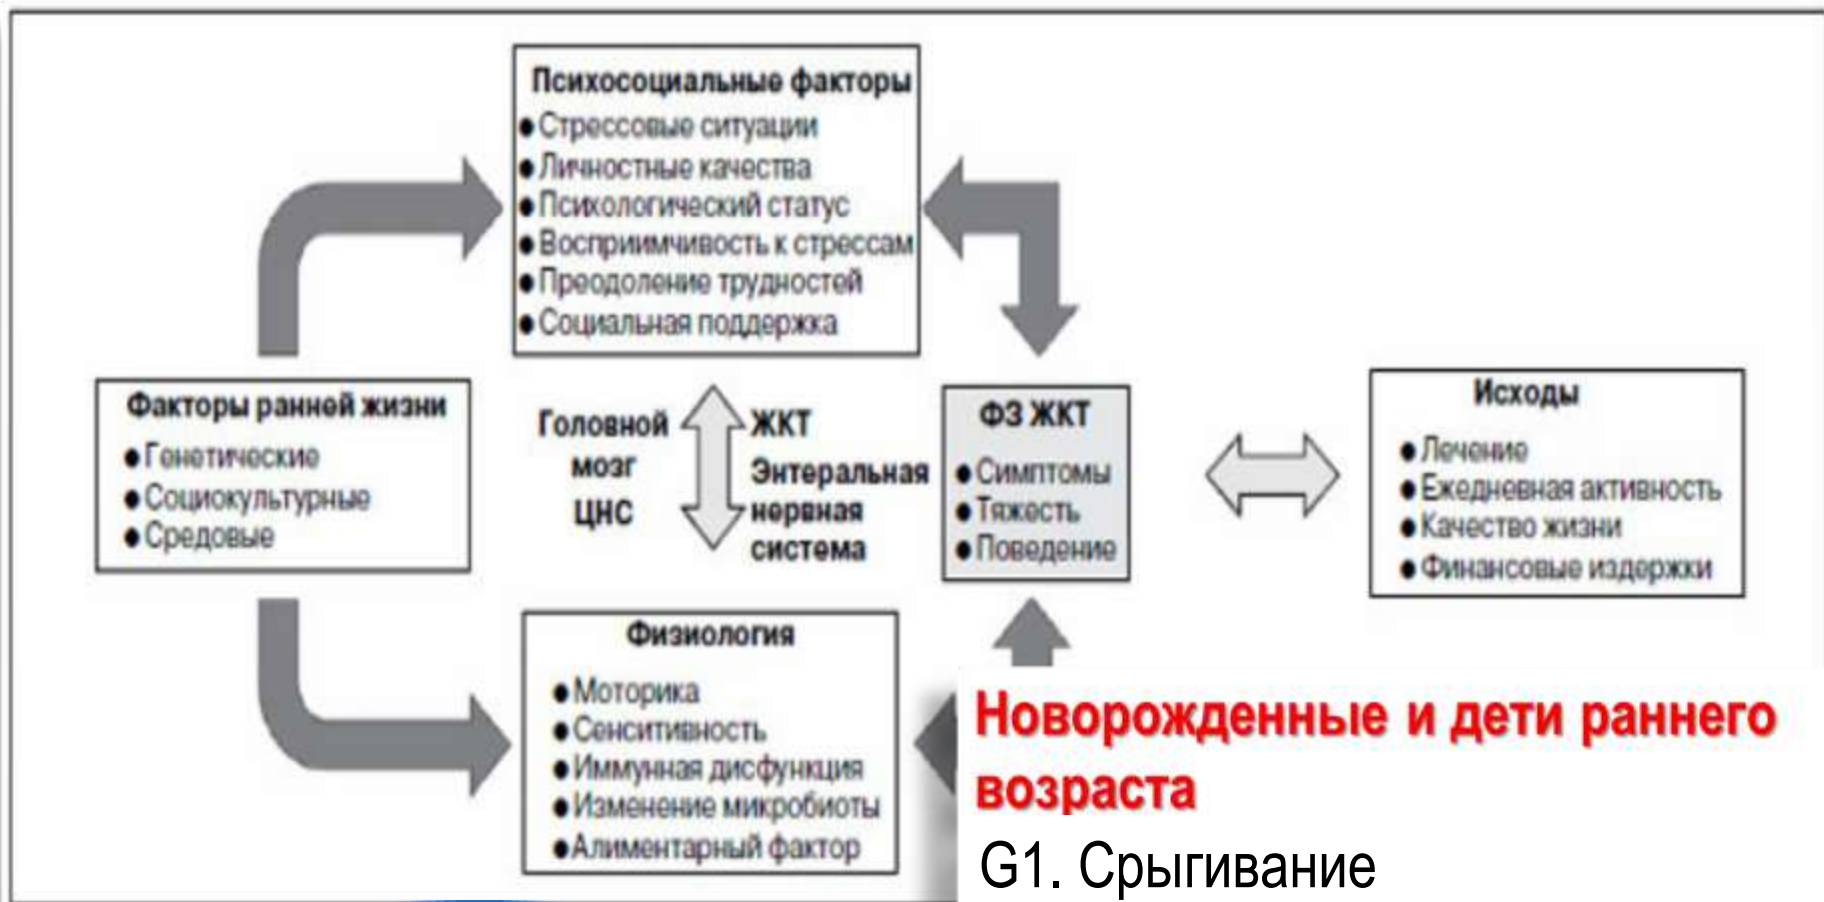 Психосоциальные факторы
● Стрессовые ситуации
● Личностные качества
● Психологический статус
● Восприимчивость к стрессам
● Преодоление трудностей
● Социальная поддержка
Факторы ранней жизни
● Генетические
● Социокультурные
● Средовые
Головной
мозг
ЦНС
ЖКТ
Энтеральная
нервная
система
ФЗ ЖКТ
● Симптомы
● Тяжесть
● Поведение
Исходы
● Лечение
● Ежедневная активность
● Качество жизни
● Финансовые издержки
Физиология
● Моторика
● Сенситивность
● Иммунная дисфункция
● Изменение микробиоты
● Алиментарный фактор
Новорожденные и дети раннего
возраста
G1. Срыгивание